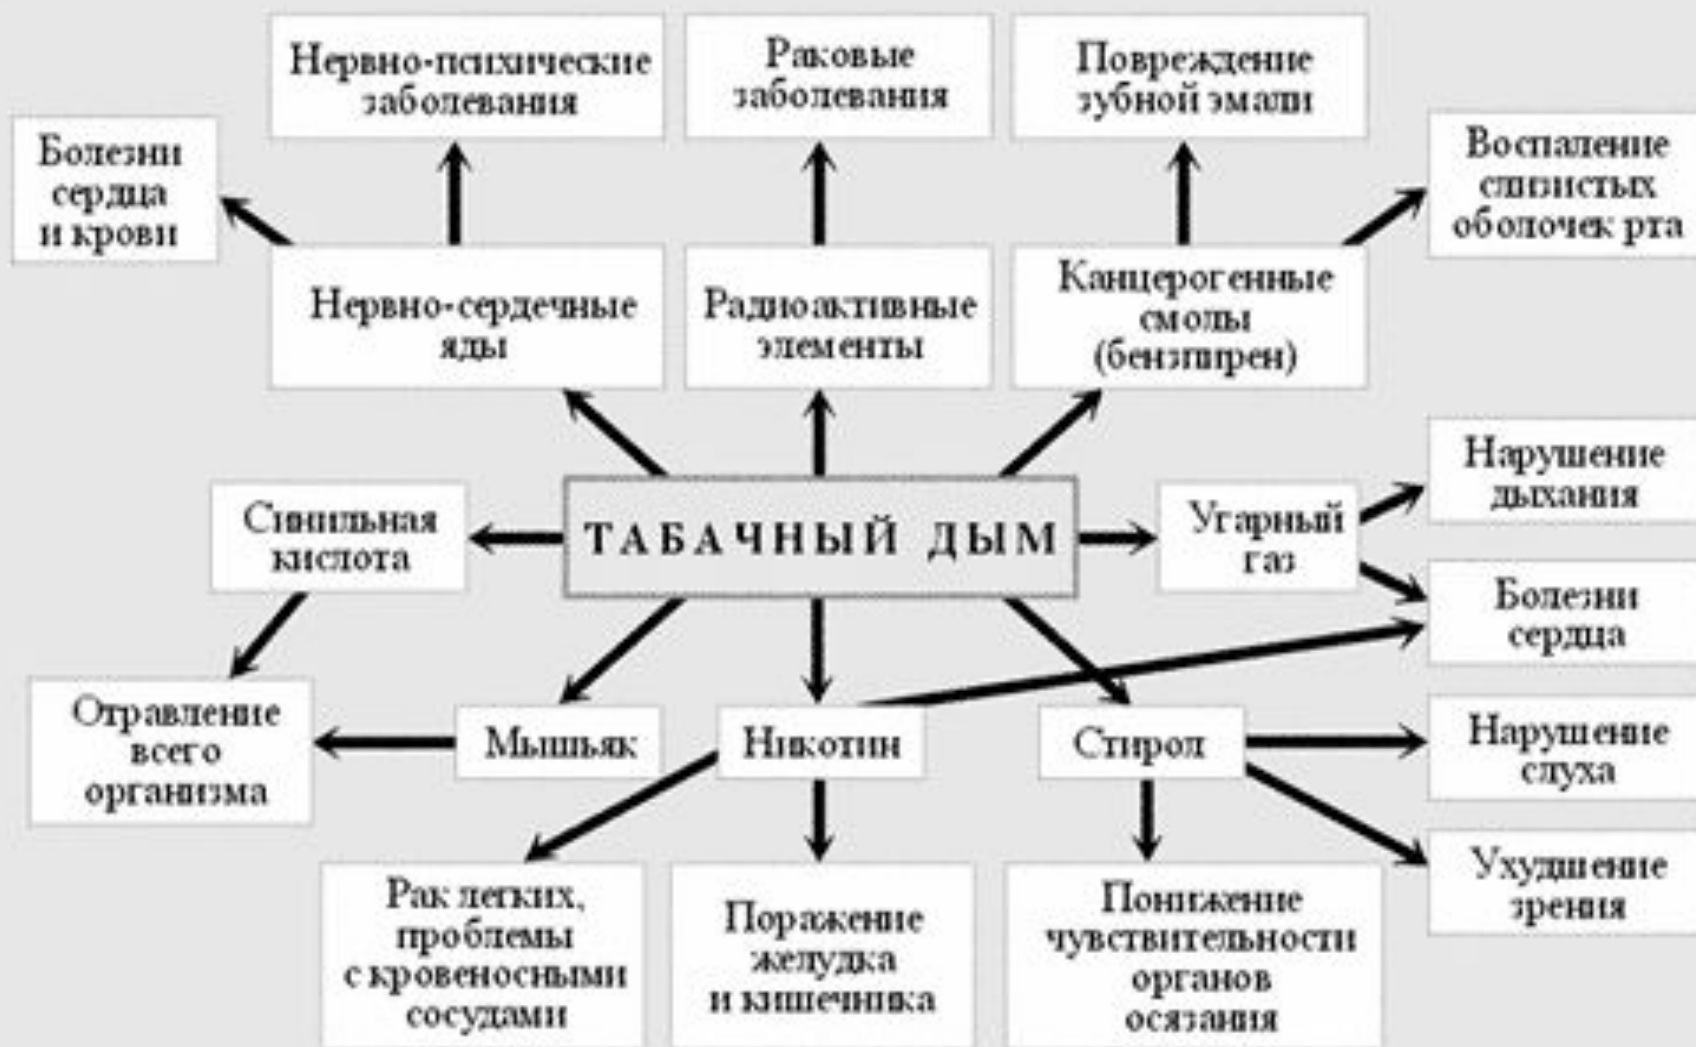 Нервно-психические
заболевания
Раковые
заболевания
Повреждение
зубной эмали
Болезни
сердца
и крови
Воспаление
слизистых
оболочек рта
Нервно-сердечные
яды
Радиоактивные
элементы
Канцерогенные
смолы
(бензпирен)
Нарушение
дыхания
Синильная
кислота
ТАБАЧНЫЙ ДЫМ
Угарный
газ
Болезни
сердца
Отравление
всего
организма
Мышьяк
Никотин
Стирол
Нарушение
слуха
Ухудшение
зрения
Рак легких,
проблемы
с кровеносными
сосудами
Поражение
желудка
и кишечника
Понижение
чувствительности
органов
осязания